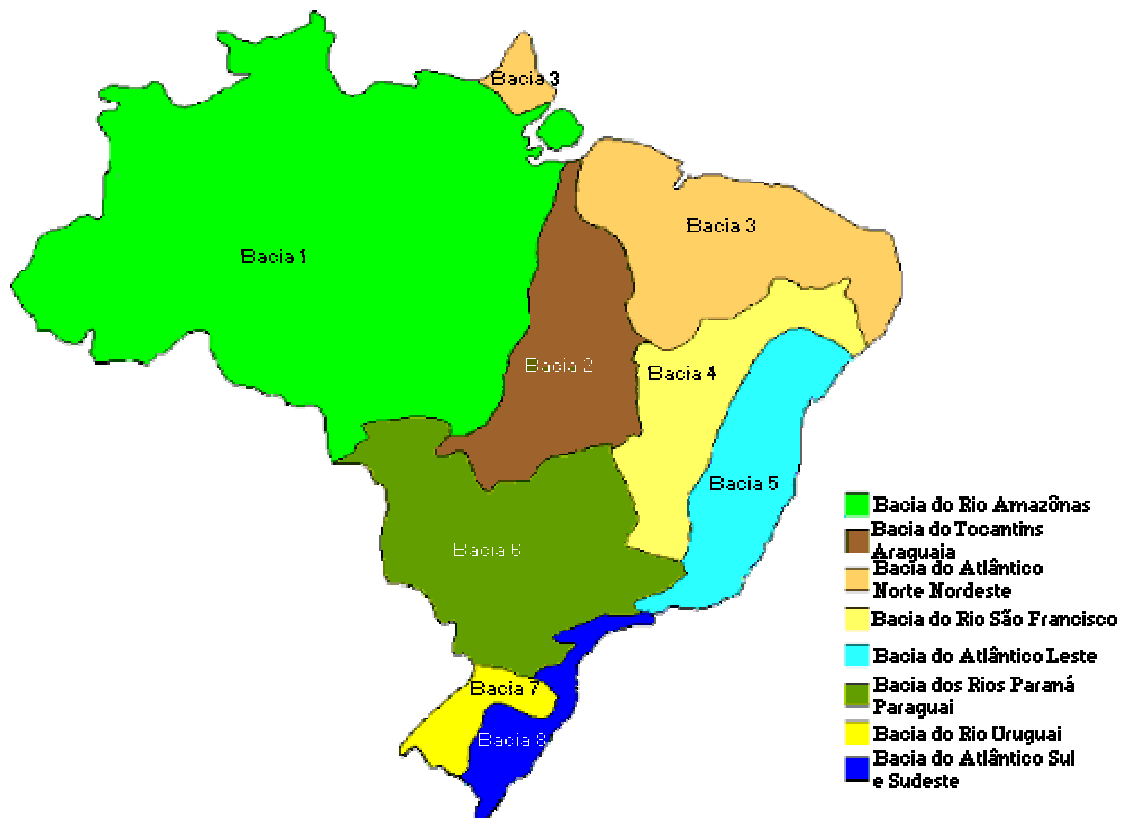 Bacia 3
Bacia 3
Bacia 1
Bacia 2
Bacia 4
Bacia 5
Bacia 6
Bacia 7
Bacia 8
Bacia do Rio Amazônas
Bacia do Tocantins
Araguaia
Bacia do Atlântico
Norte Nordeste
Bacia do Rio São Francisco
Bacia do Atlântico Leste
Bacia dos Rios Paraná
Paraguai
Bacia do Rio Uruguai
Bacia do Atlântico Sul
e Sudeste